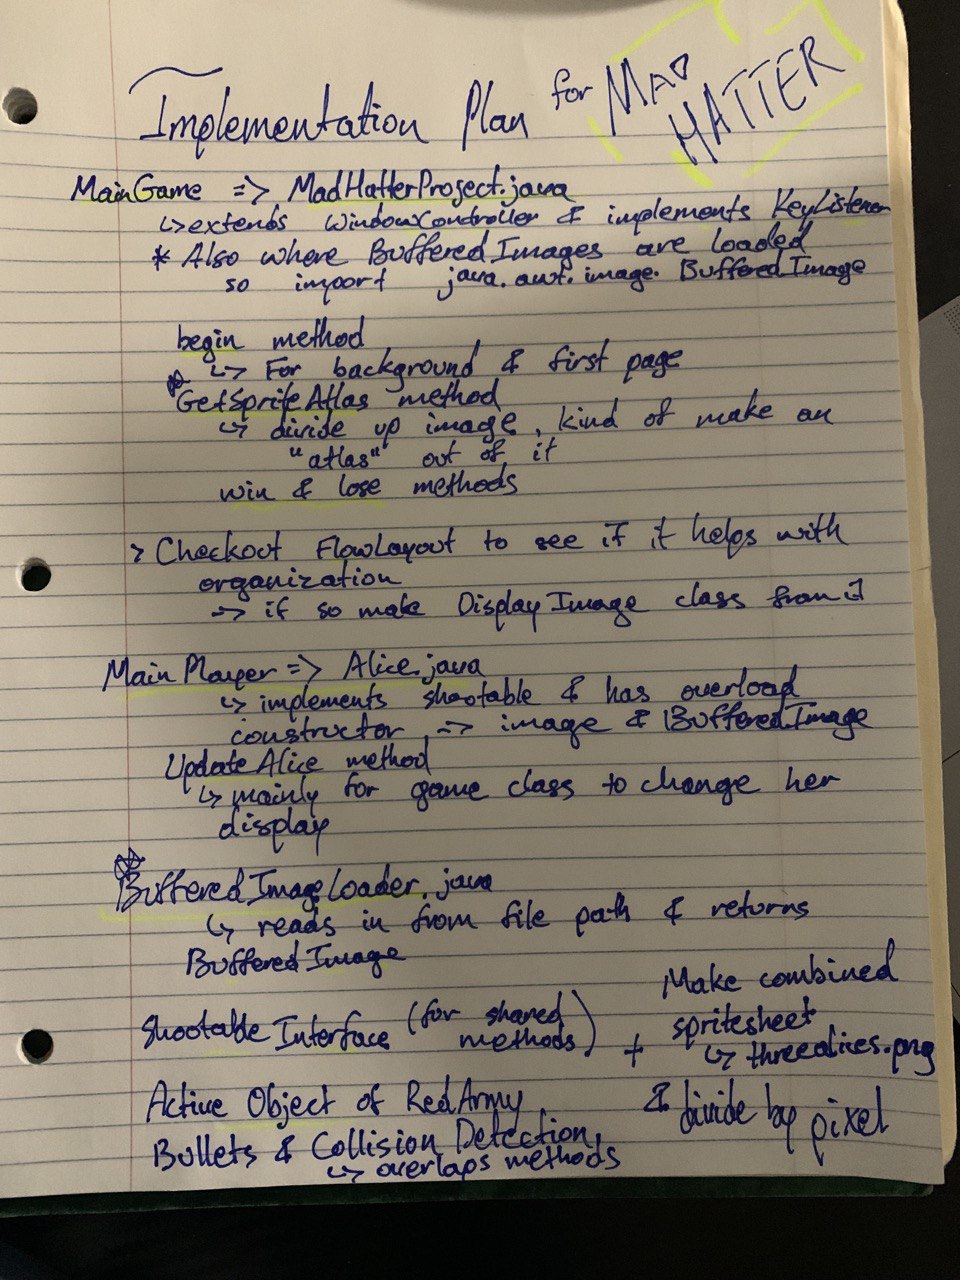 Implementation Plan for MAD HATTER
MainGame => MadHatterProject.java
↳ extends WindowController & implements KeyListener
* Also where BufferedImages are loaded
so import java.awt.image.BufferedImage
begin method
↳ For background & first page
GetSpriteAtlas method
↳ divide up image, kind of make an
"atlas" out of it
win & lose methods
> Checkout FlowLayout to see if it helps with
organization
→ if so make DisplayImage class from it
Main Player => Alice.java
↳ implements shootable & has overload
constructor → image & BufferedImage
UpdateAlice method
↳ mainly for game class to change her
display
BufferedImageLoader.java
↳ reads in from file path & returns
BufferedImage
Shootable Interface (for shared methods)
+ Make combined
spritesheet
↳ threealices.png
& divide by pixel
Active Object of RedArmy
Bullets & Collision Detection
↳ overlaps methods